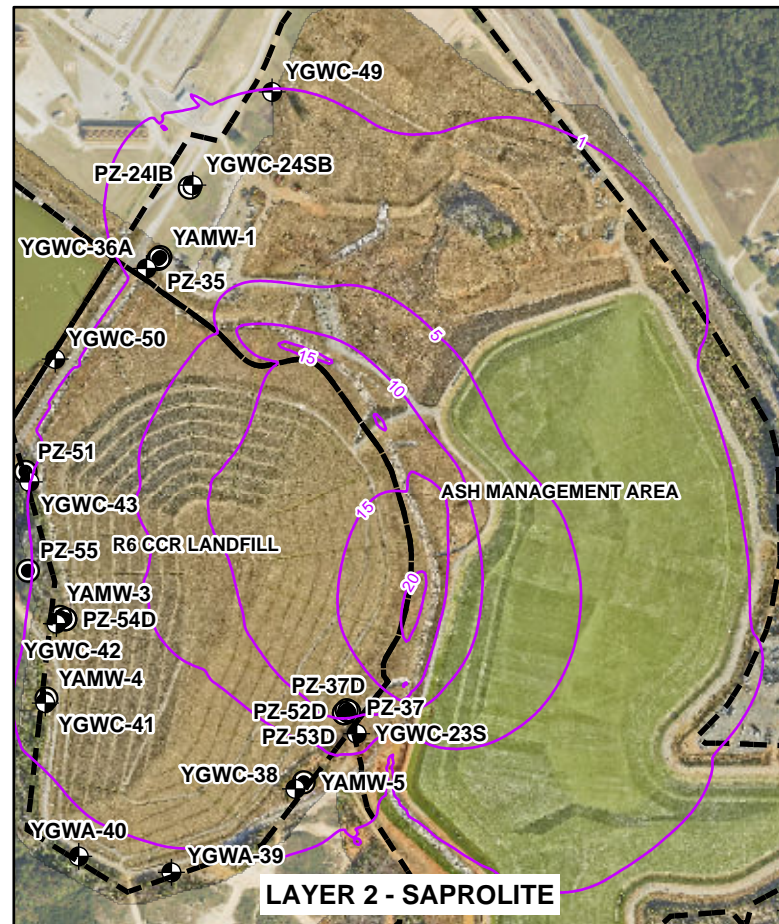 YGWC-49
1
YGWC-24SB
PZ-24IB
YAMW-1
YGWC-36A
PZ-35
5
YGWC-50
15
10
PZ-51
ASH MANAGEMENT AREA
YGWC-43
15
R6 CCR LANDFILL
PZ-55
20
YAMW-3
PZ-54D
YGWC-42
YAMW-4
PZ-37D
PZ-37
PZ-52D
YGWC-41
PZ-53D
YGWC-23S
YGWC-38
YAMW-5
YGWA-40
YGWA-39
LAYER 2 - SAPROLITE